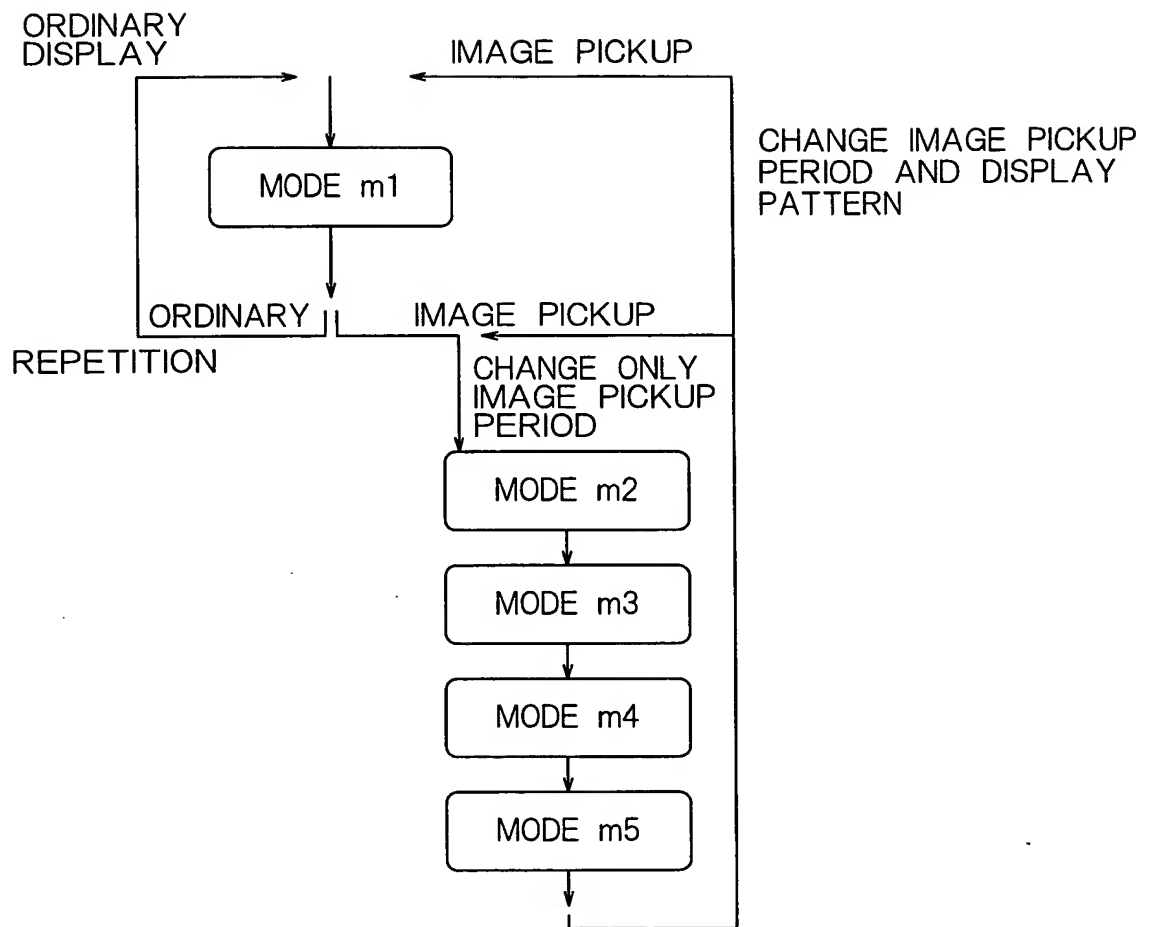 ORDINARY
DISPLAY
IMAGE PICKUP
CHANGE IMAGE PICKUP
PERIOD AND DISPLAY
PATTERN
MODE m1
ORDINARY
IMAGE PICKUP
REPETITION
CHANGE ONLY
IMAGE PICKUP
PERIOD
MODE m2
MODE m3
MODE m4
MODE m5